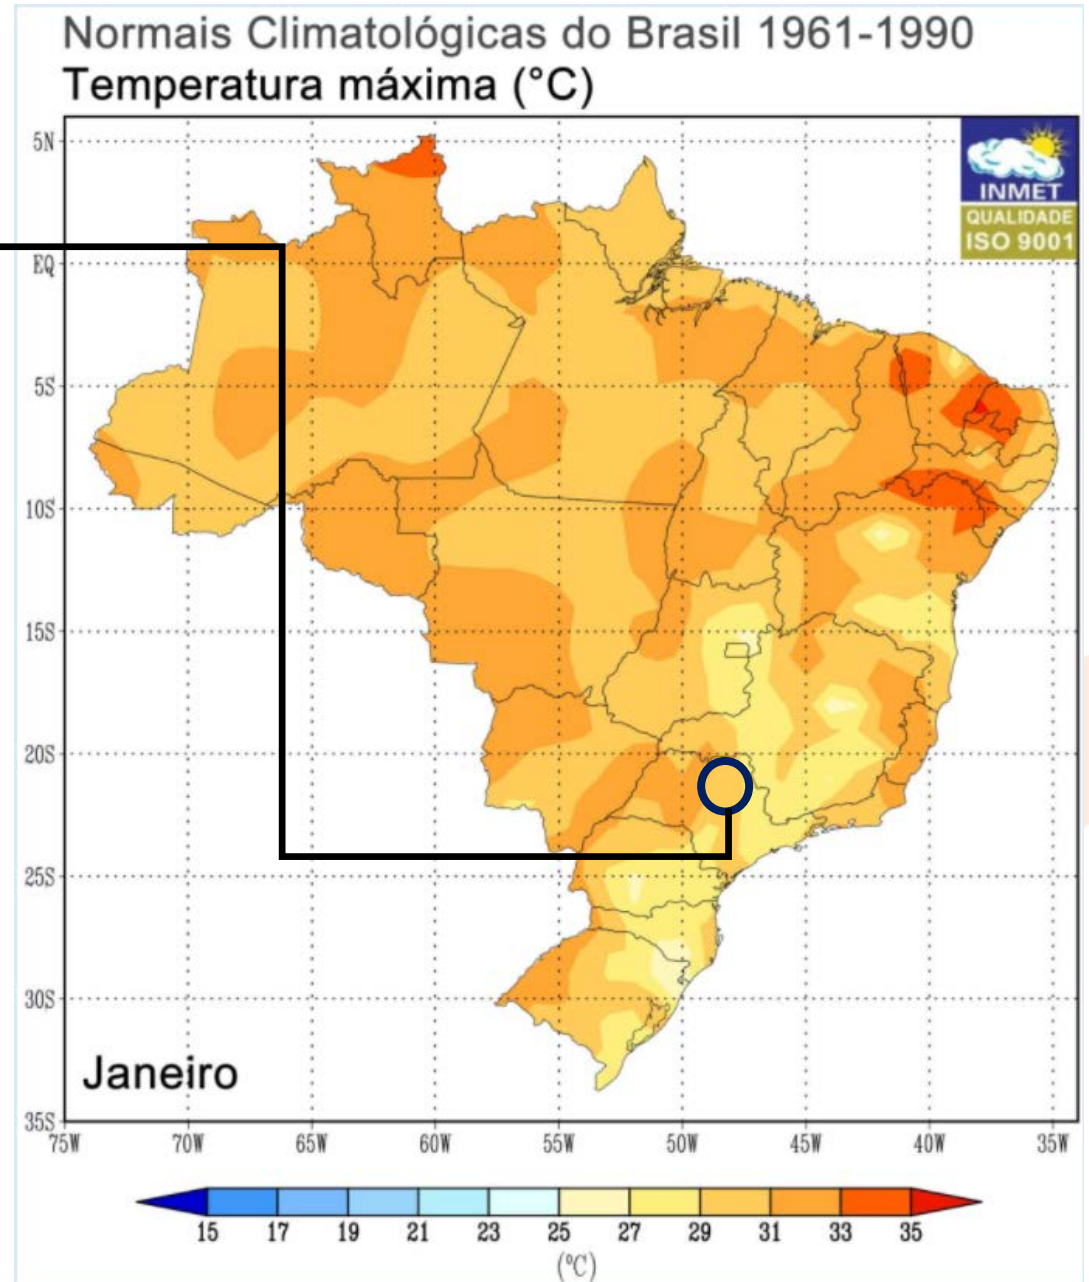 Normais Climatológicas do Brasil 1961-1990
Temperatura máxima (°C)
INMET
QUALIDADE
ISO 9001
5N
EQ
5S
10S
15S
20S
25S
30S
35S
Janeiro
75W 70W 65W 60W 55W 50W 45W 40W 35W
15 17 19 21 23 25 27 29 31 33 35
(°C)